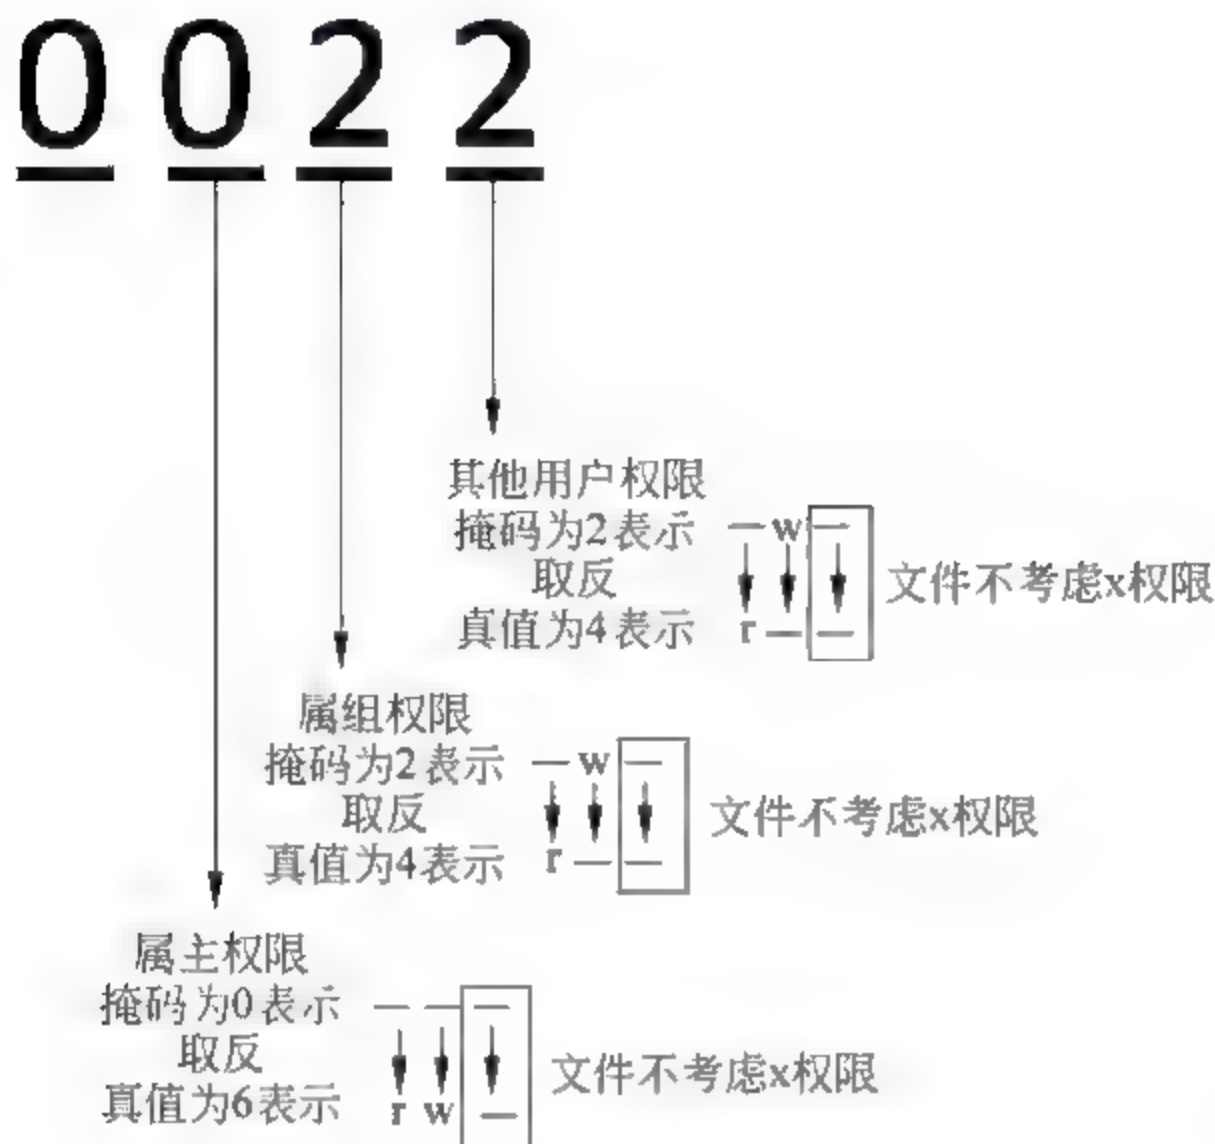 0022
其他用户权限
掩码为2表示 —w—
取反
真值为4表示 r——
文件不考虑x权限
属组权限
掩码为2表示 —w—
取反
真值为4表示 r——
文件不考虑x权限
属主权限
掩码为0表示 ———
取反
真值为6表示 rw—
文件不考虑x权限